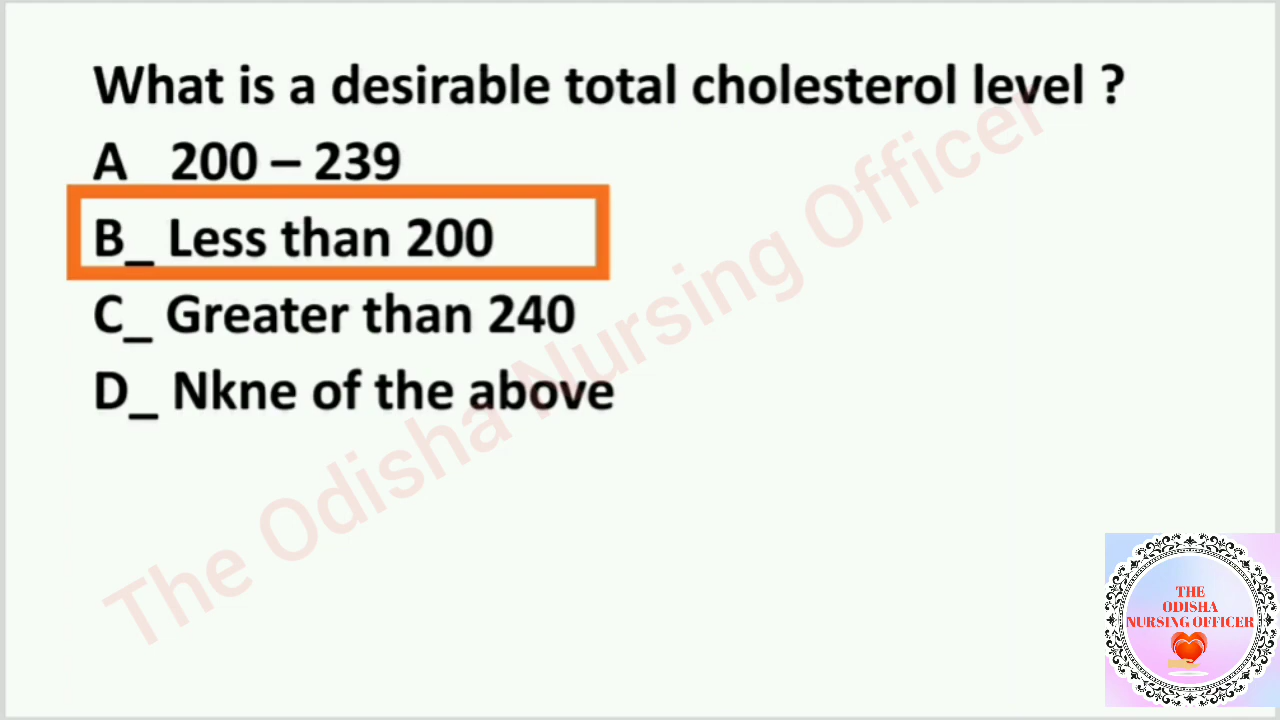 What is a desirable total cholesterol level ?
A 200 – 239
B_ Less than 200
C_ Greater than 240
D_ Nkne of the above
The Odisha Nursing Officer
THE
ODISHA
NURSING OFFICER